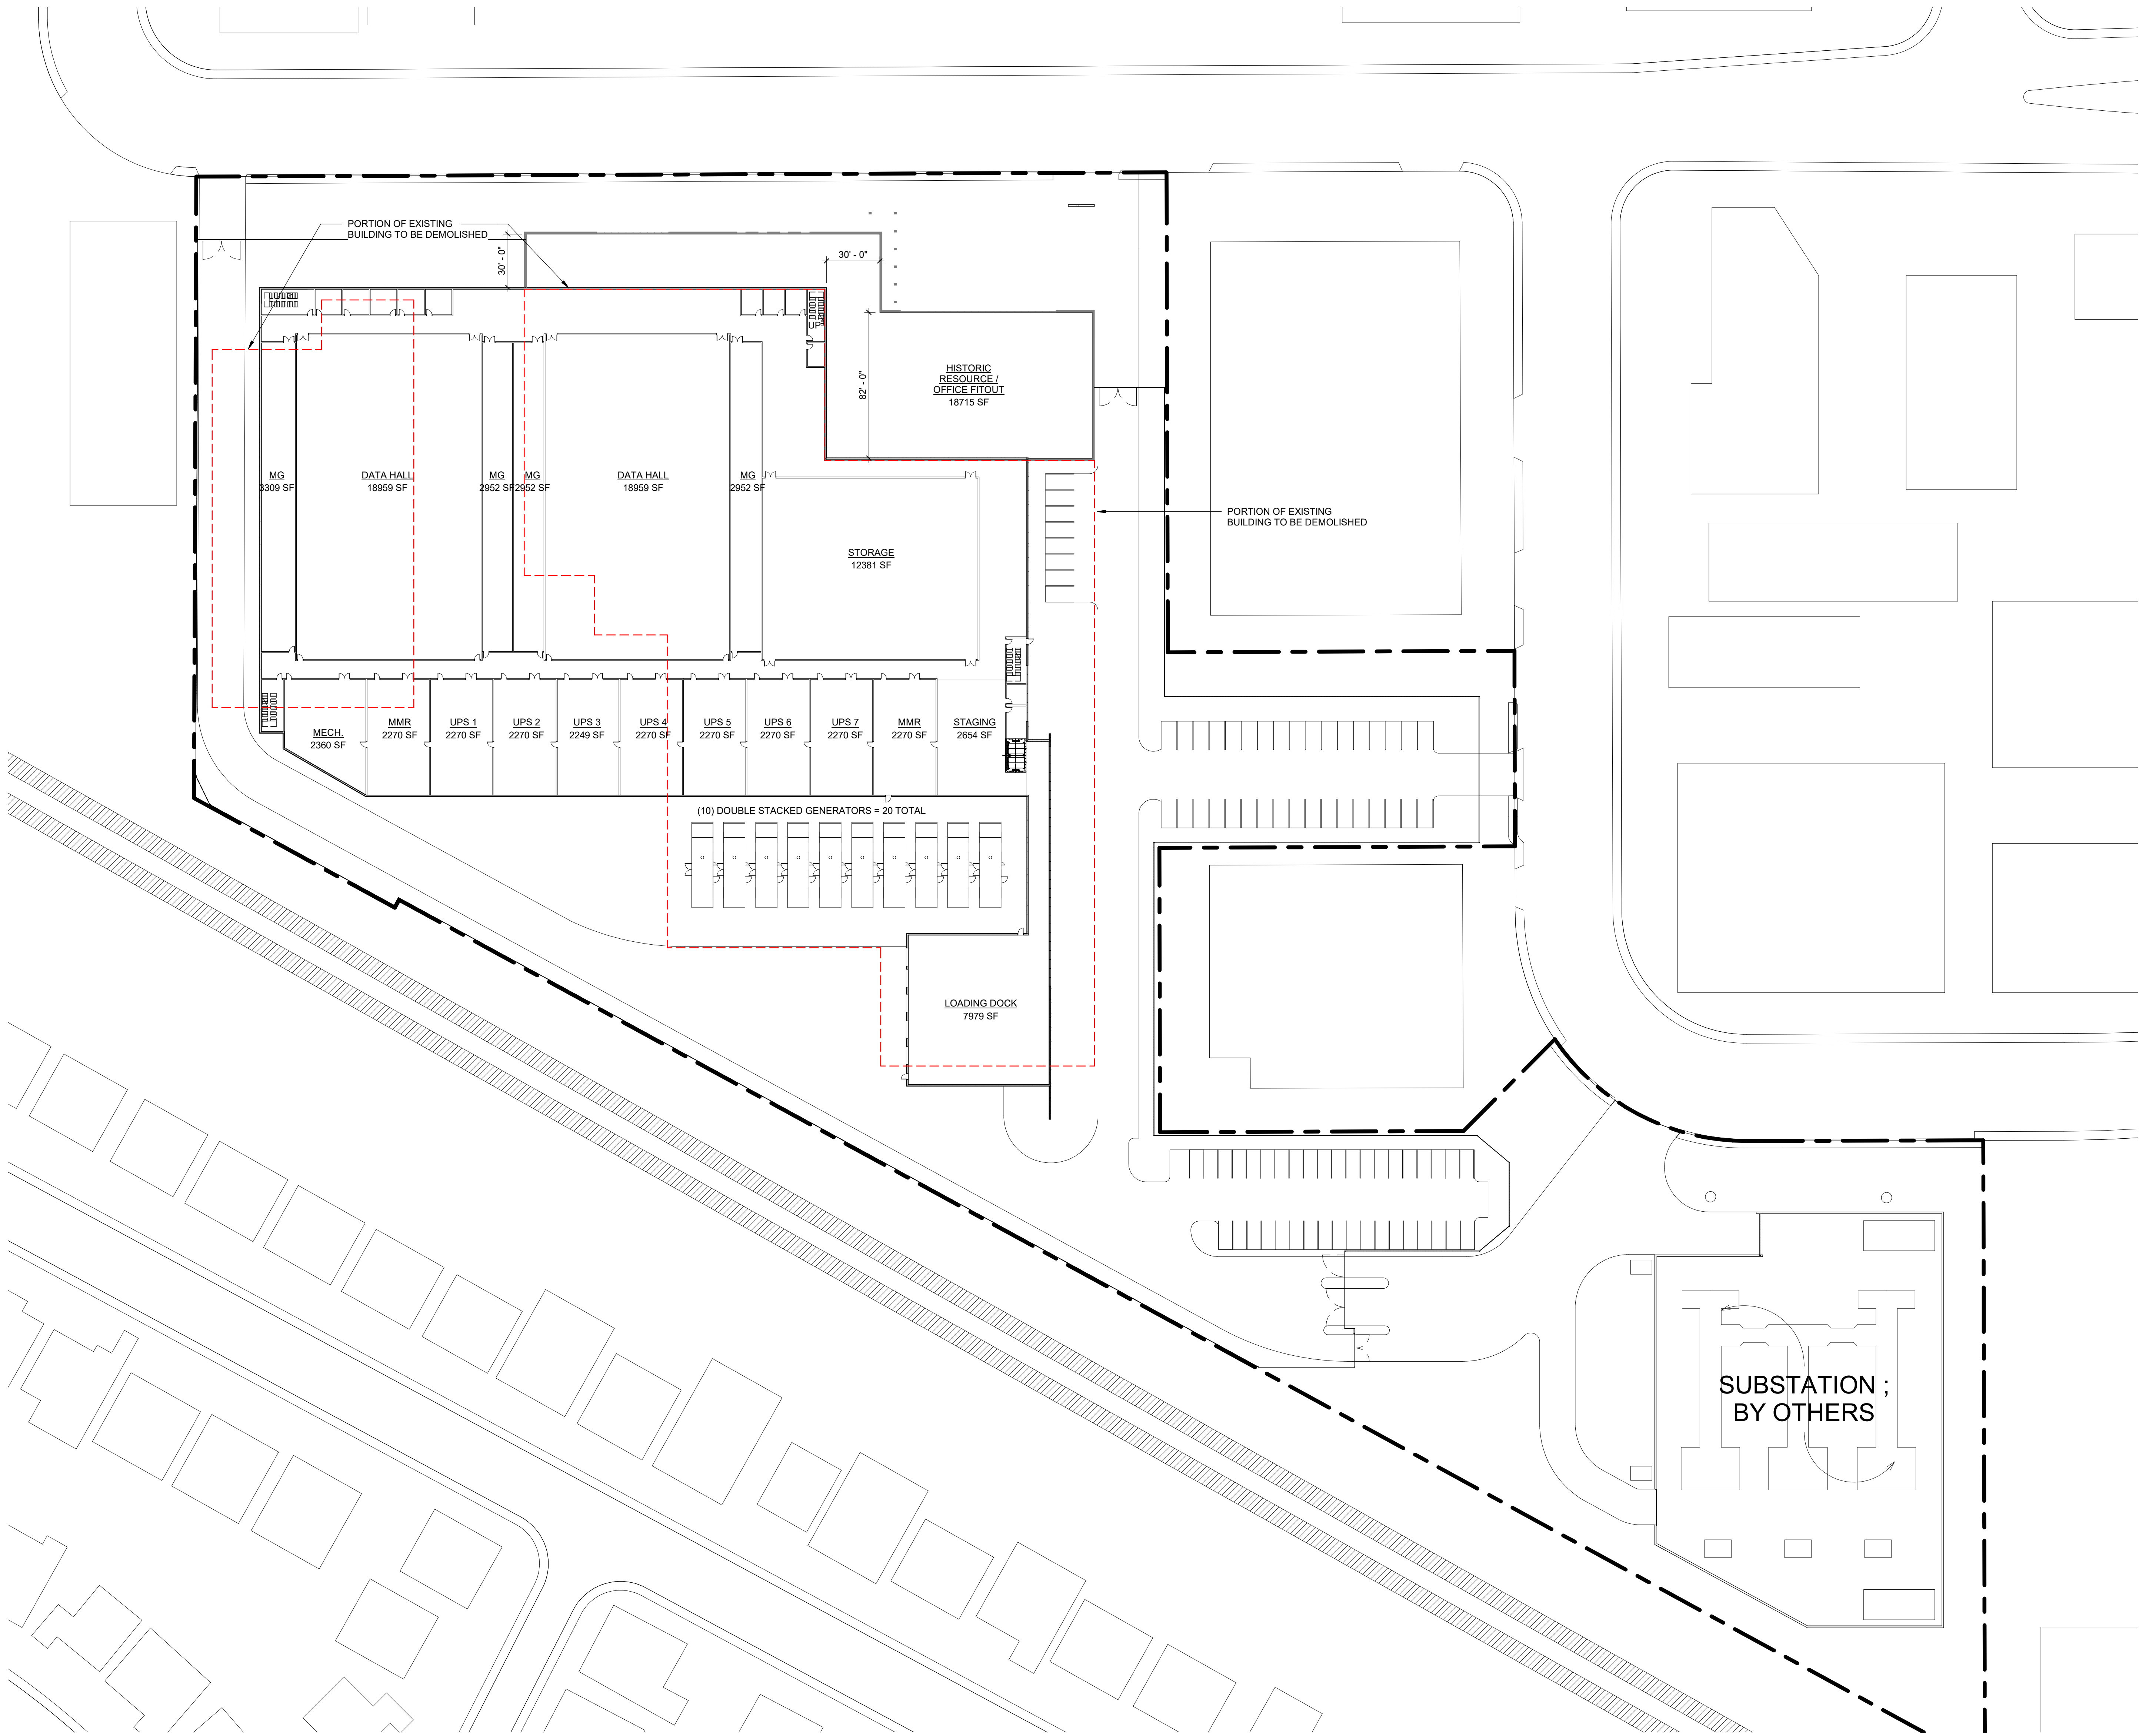 PORTION OF EXISTING
BUILDING TO BE DEMOLISHED
30' - 0"
30' - 0"
UP
82' - 0"
HISTORIC
RESOURCE /
OFFICE FITOUT
18715 SF
MG
3309 SF
DATA HALL
18959 SF
MG
2952 SF
MG
2952 SF
DATA HALL
18959 SF
MG
2952 SF
PORTION OF EXISTING
BUILDING TO BE DEMOLISHED
STORAGE
12381 SF
MECH.
2360 SF
MMR
2270 SF
UPS 1
2270 SF
UPS 2
2270 SF
UPS 3
2249 SF
UPS 4
2270 SF
UPS 5
2270 SF
UPS 6
2270 SF
UPS 7
2270 SF
MMR
2270 SF
STAGING
2654 SF
(10) DOUBLE STACKED GENERATORS = 20 TOTAL
LOADING DOCK
7979 SF
SUBSTATION ;
BY OTHERS